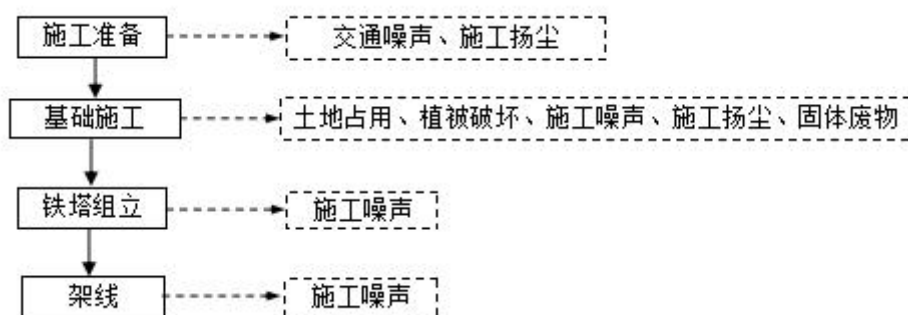 施工准备
交通噪声、施工扬尘
基础施工
土地占用、植被破坏、施工噪声、施工扬尘、固体废物
铁塔组立
施工噪声
架线
施工噪声